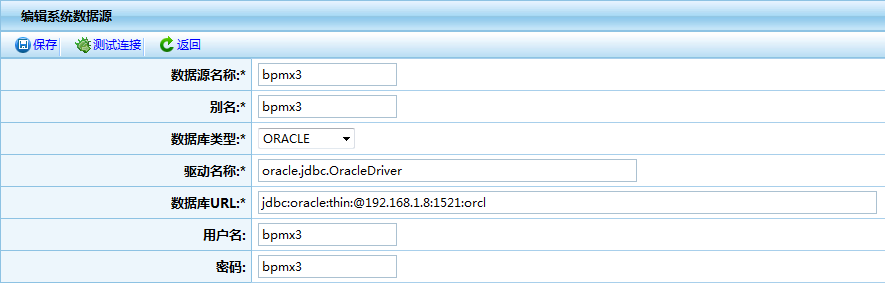 编辑系统数据源
保存 测试连接 返回
数据源名称:* bpmx3
别名:* bpmx3
数据库类型:* ORACLE
驱动名称:* oracle.jdbc.OracleDriver
数据库URL:* jdbc:oracle:thin:@192.168.1.8:1521:orcl
用户名: bpmx3
密码: bpmx3